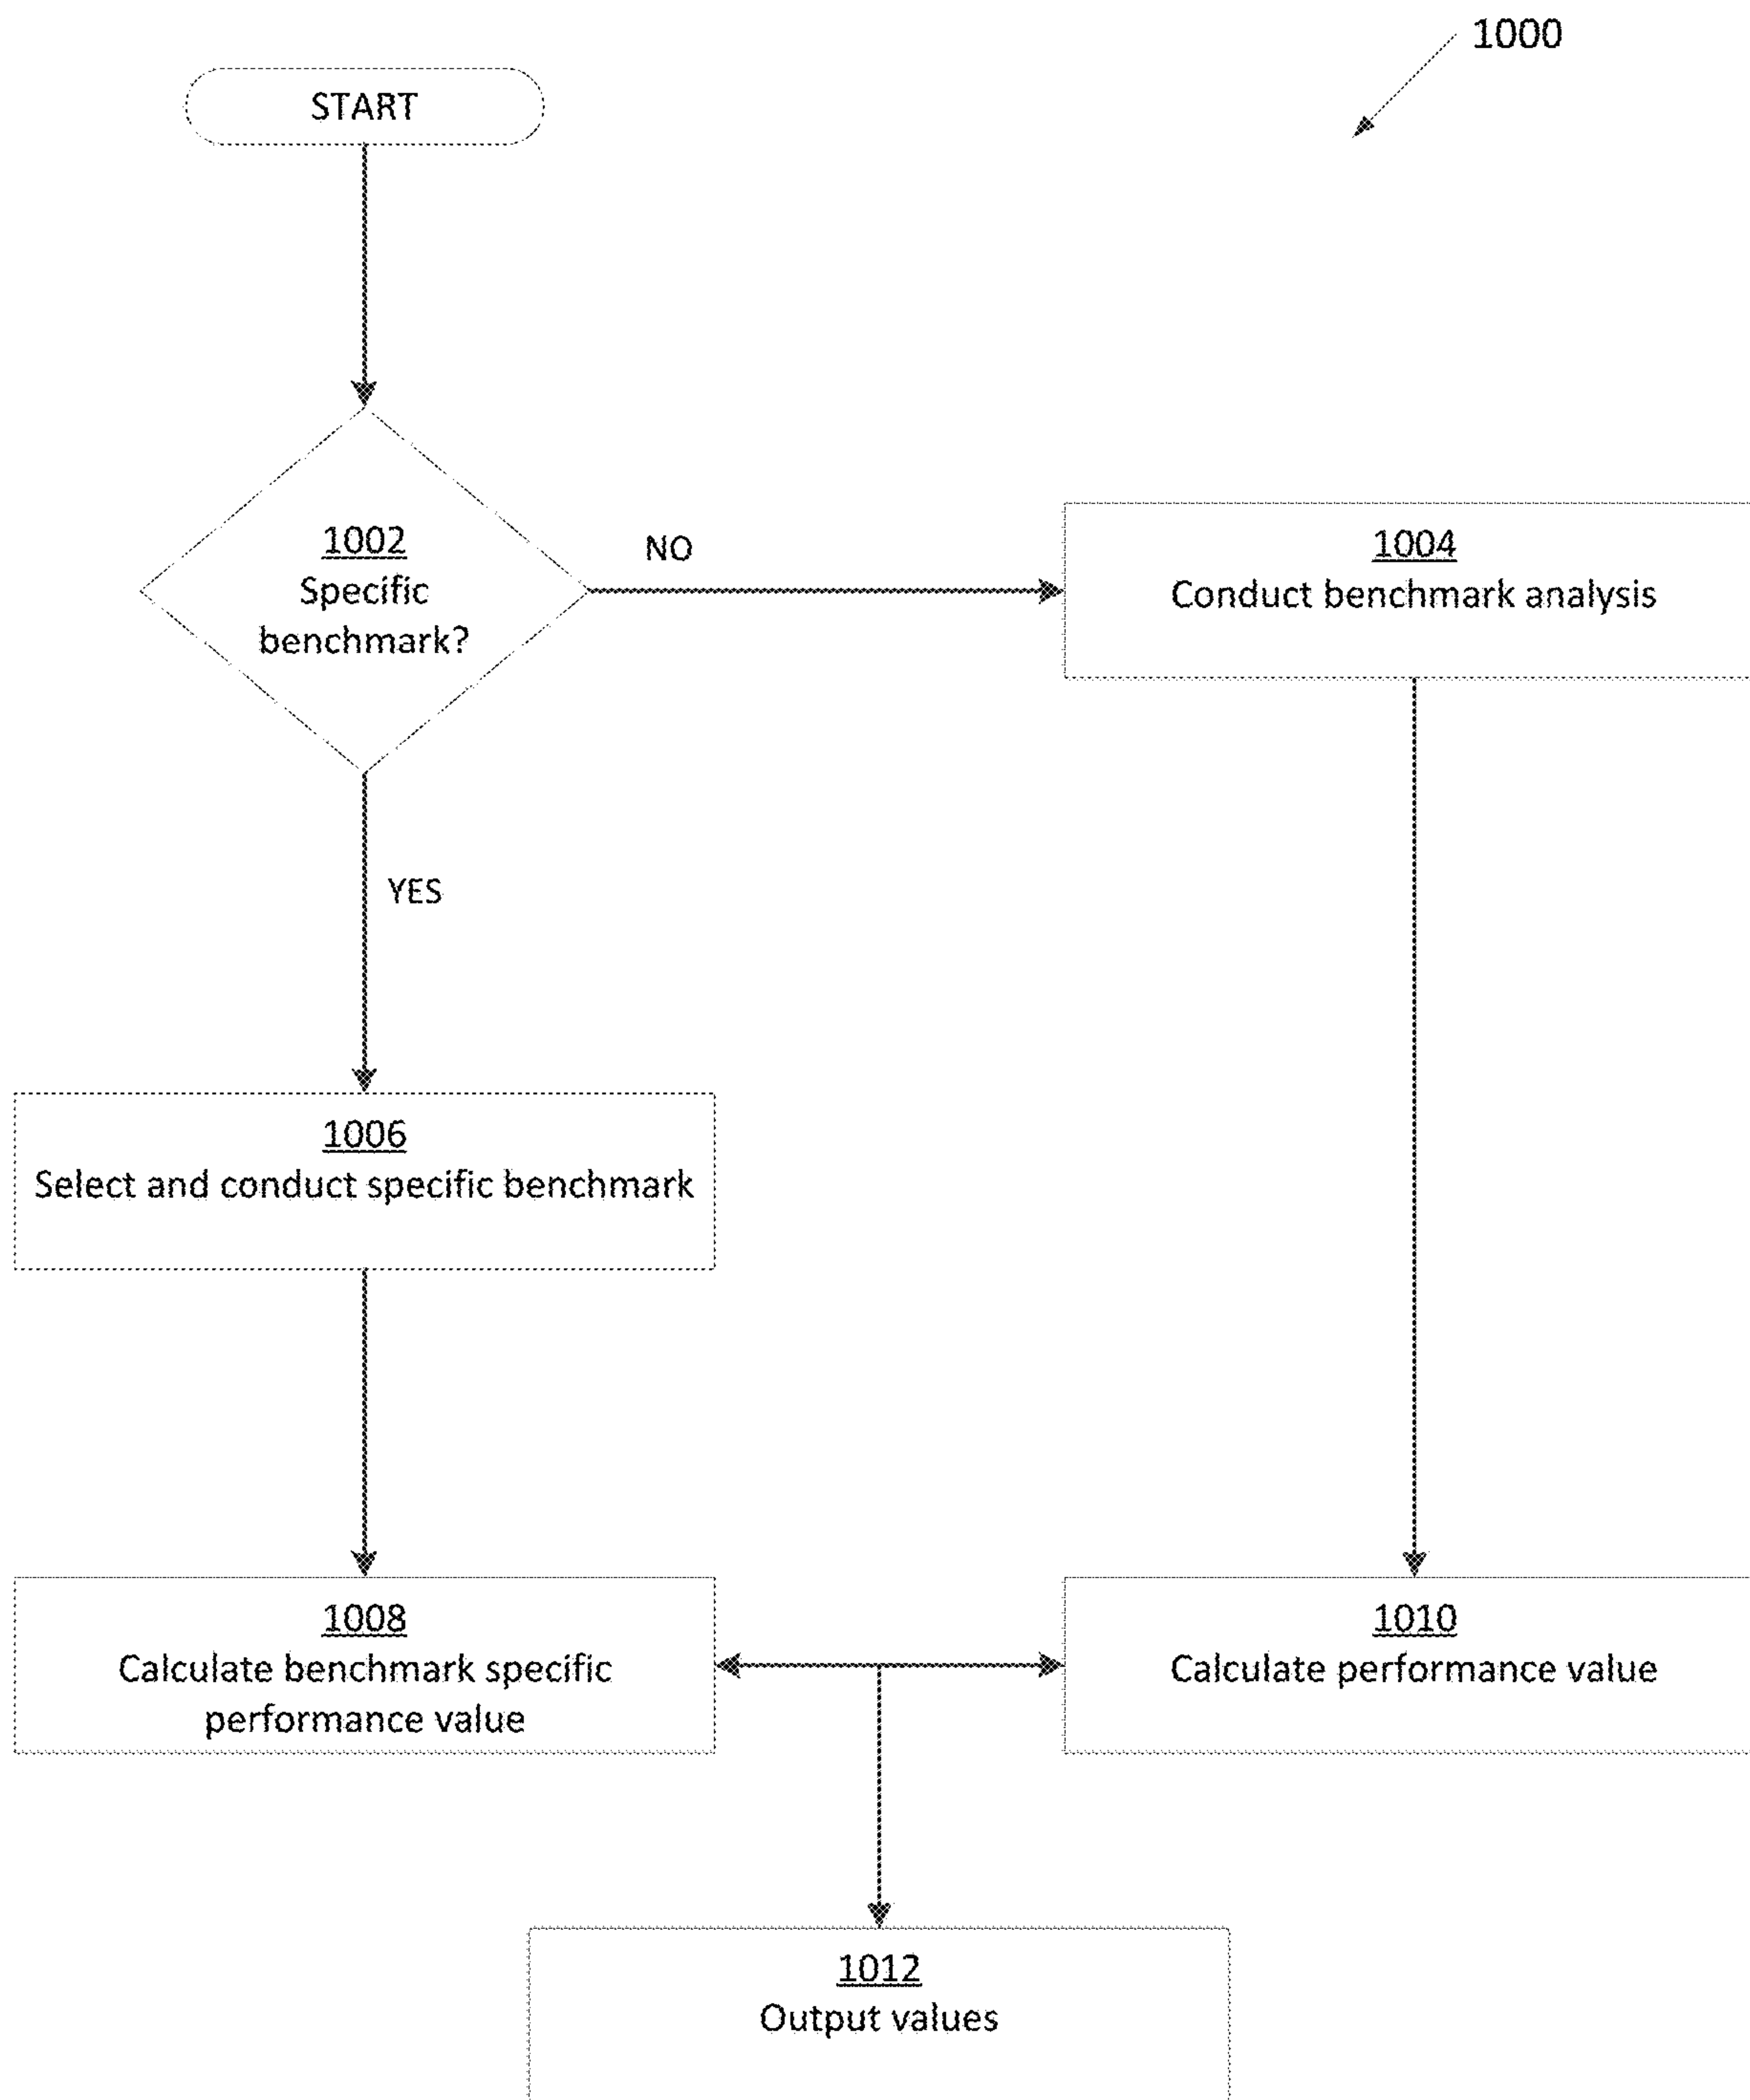 1000
START
1002
Specific
benchmark?
NO
1004
Conduct benchmark analysis
YES
1006
Select and conduct specific benchmark
1008
Calculate benchmark specific
performance value
1010
Calculate performance value
1012
Output values